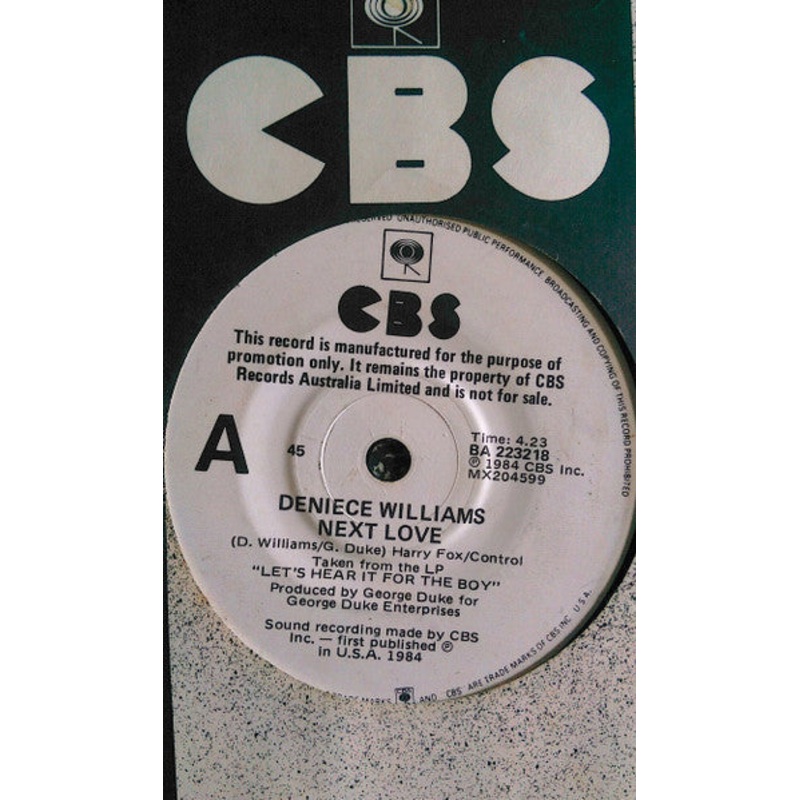 CBS
UNAUTHORISED PUBLIC PERFORMANCE BROADCASTING AND COPYING OF THIS RECORD PROHIBITED
CBS
This record is manufactured for the purpose of
promotion only. It remains the property of CBS
Records Australia Limited and is not for sale.
A
45
Time: 4.23
BA 223218
℗ 1984 CBS Inc.
MX204599
DENIECE WILLIAMS
NEXT LOVE
(D. Williams/G. Duke) Harry Fox/Control
Taken from the LP
"LET'S HEAR IT FOR THE BOY"
Produced by George Duke for
George Duke Enterprises
Sound recording made by CBS
Inc. — first published ℗
in U.S.A. 1984
MARKS CBS AND CBS ARE TRADE MARKS OF CBS INC. U.S.A.